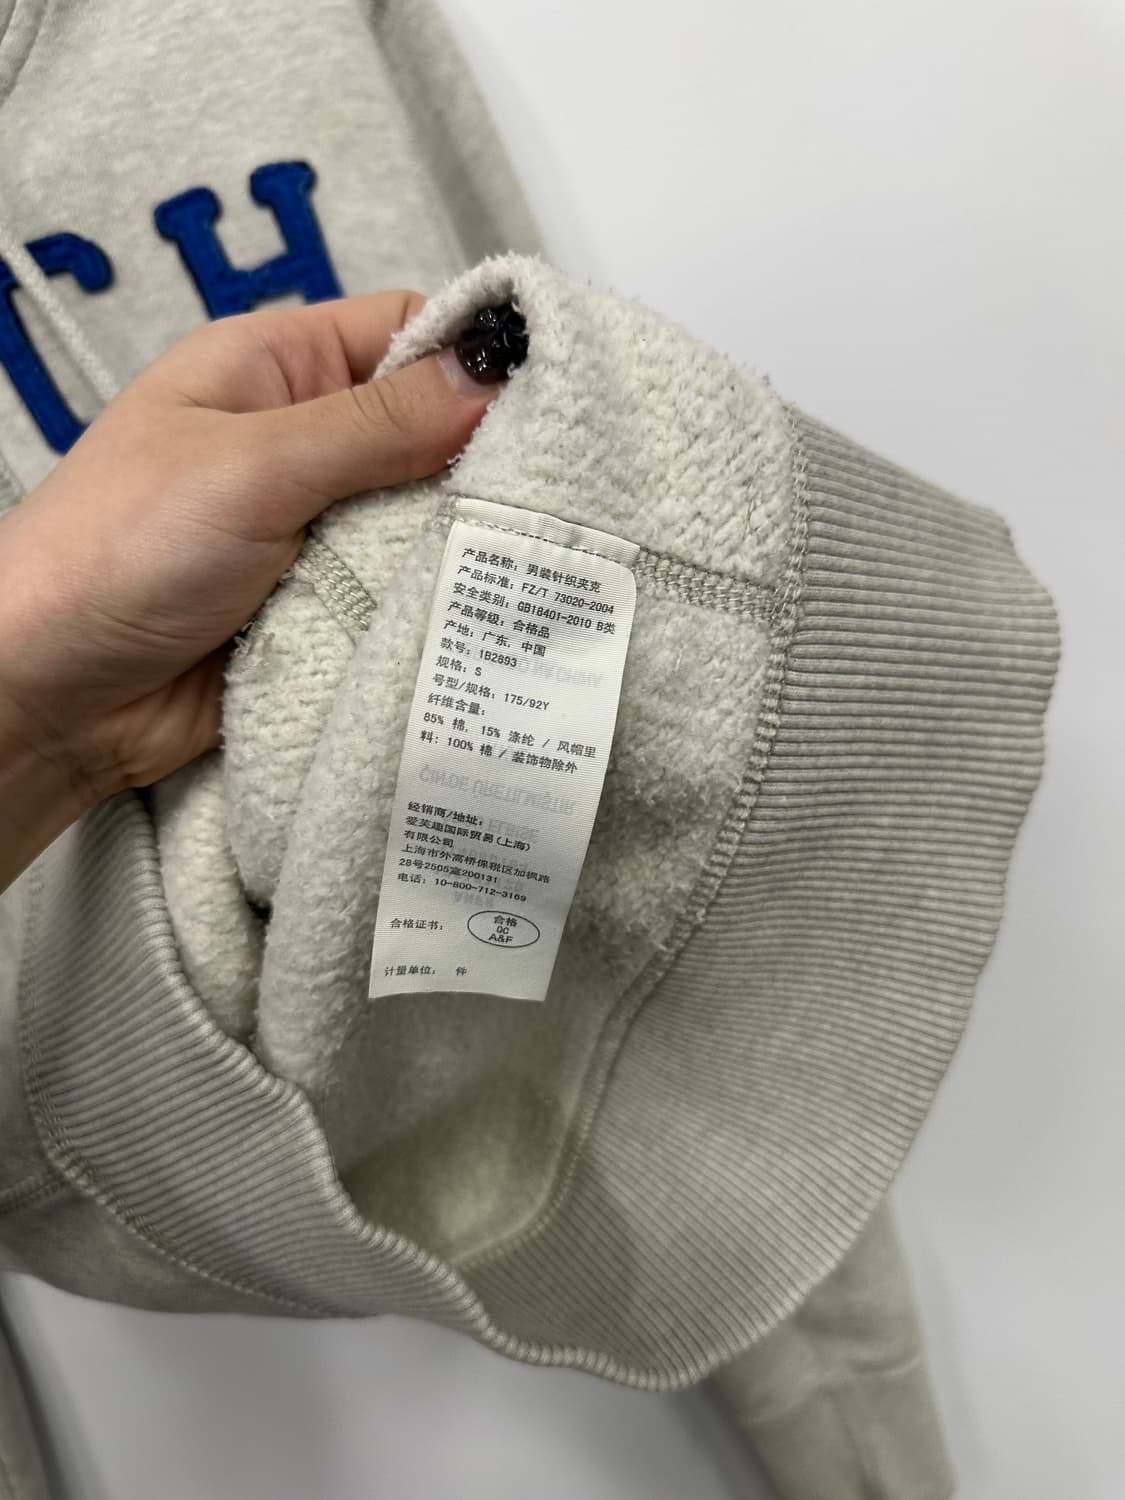 CH
产品名称: 男装针织夹克
产品标准: FZ/T 73020-2004
安全类别: GB18401-2010 B类
产品等级: 合格品
产地: 广东, 中国
款号: 1B2893
规格: S
号型/规格: 175/92Y
纤维含量:
85% 棉, 15% 涤纶 / 风帽里
料: 100% 棉 / 装饰物除外
经销商/地址:
爱芙趣国际贸易(上海)
有限公司
上海市外高桥保税区加枫路
28号2505室200131
电话: 10-800-712-3169
合格证书:
合格
QC
A&F
计量单位: 件